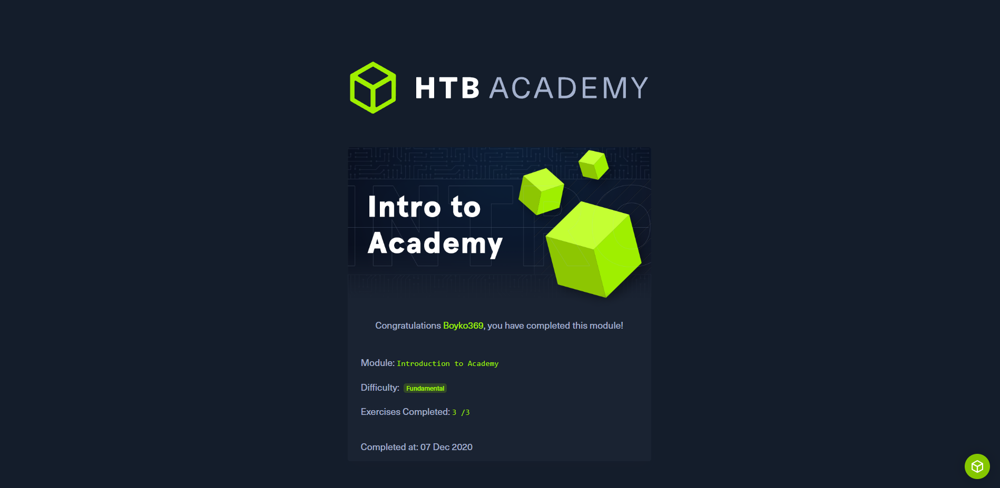 HTB ACADEMY
Intro to
Academy
Congratulations Boyko369, you have completed this module!
Module: Introduction to Academy
Difficulty: Fundamental
Exercises Completed: 3 /3
Completed at: 07 Dec 2020